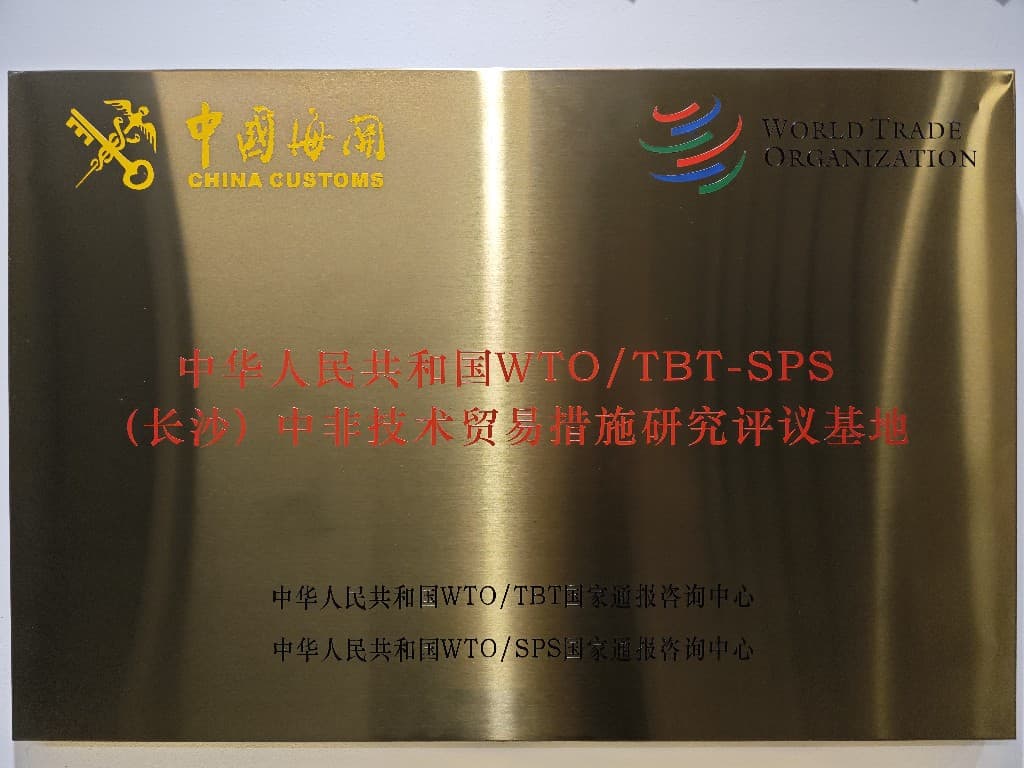 中國海關
CHINA CUSTOMS
WORLD TRADE
ORGANIZATION
中华人民共和国WTO/TBT-SPS
(长沙)中非技术贸易措施研究评议基地
中华人民共和国WTO/TBT国家通报咨询中心
中华人民共和国WTO/SPS国家通报咨询中心